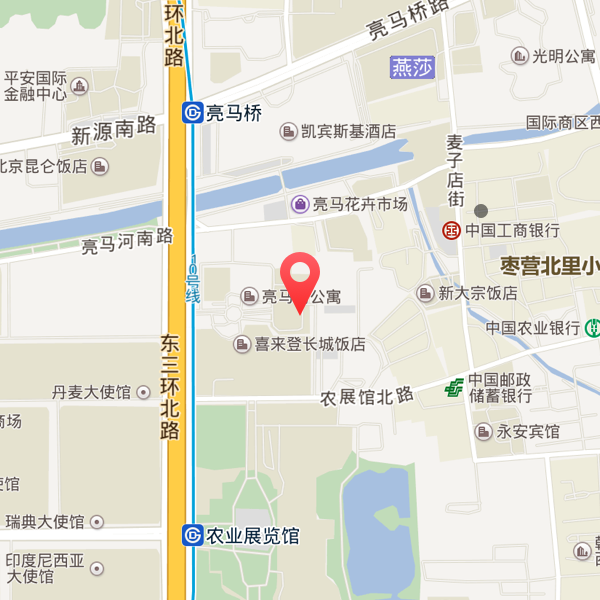 环北路
亮马桥路
光明公寓
平安国际
金融中心
燕莎
亮马桥
新源南路
凯宾斯基酒店
国际商区西
麦子店街
北京昆仑饭店
亮马花卉市场
中国工商银行
亮马河南路
枣营北里小
10号线
亮马
公寓
新大宗饭店
中国农业银行
喜来登长城饭店
东三环北路
丹麦大使馆
农展馆北路
中国邮政
储蓄银行
商场
永安宾馆
使馆
瑞典大使馆
农业展览馆
印度尼西亚
大使馆